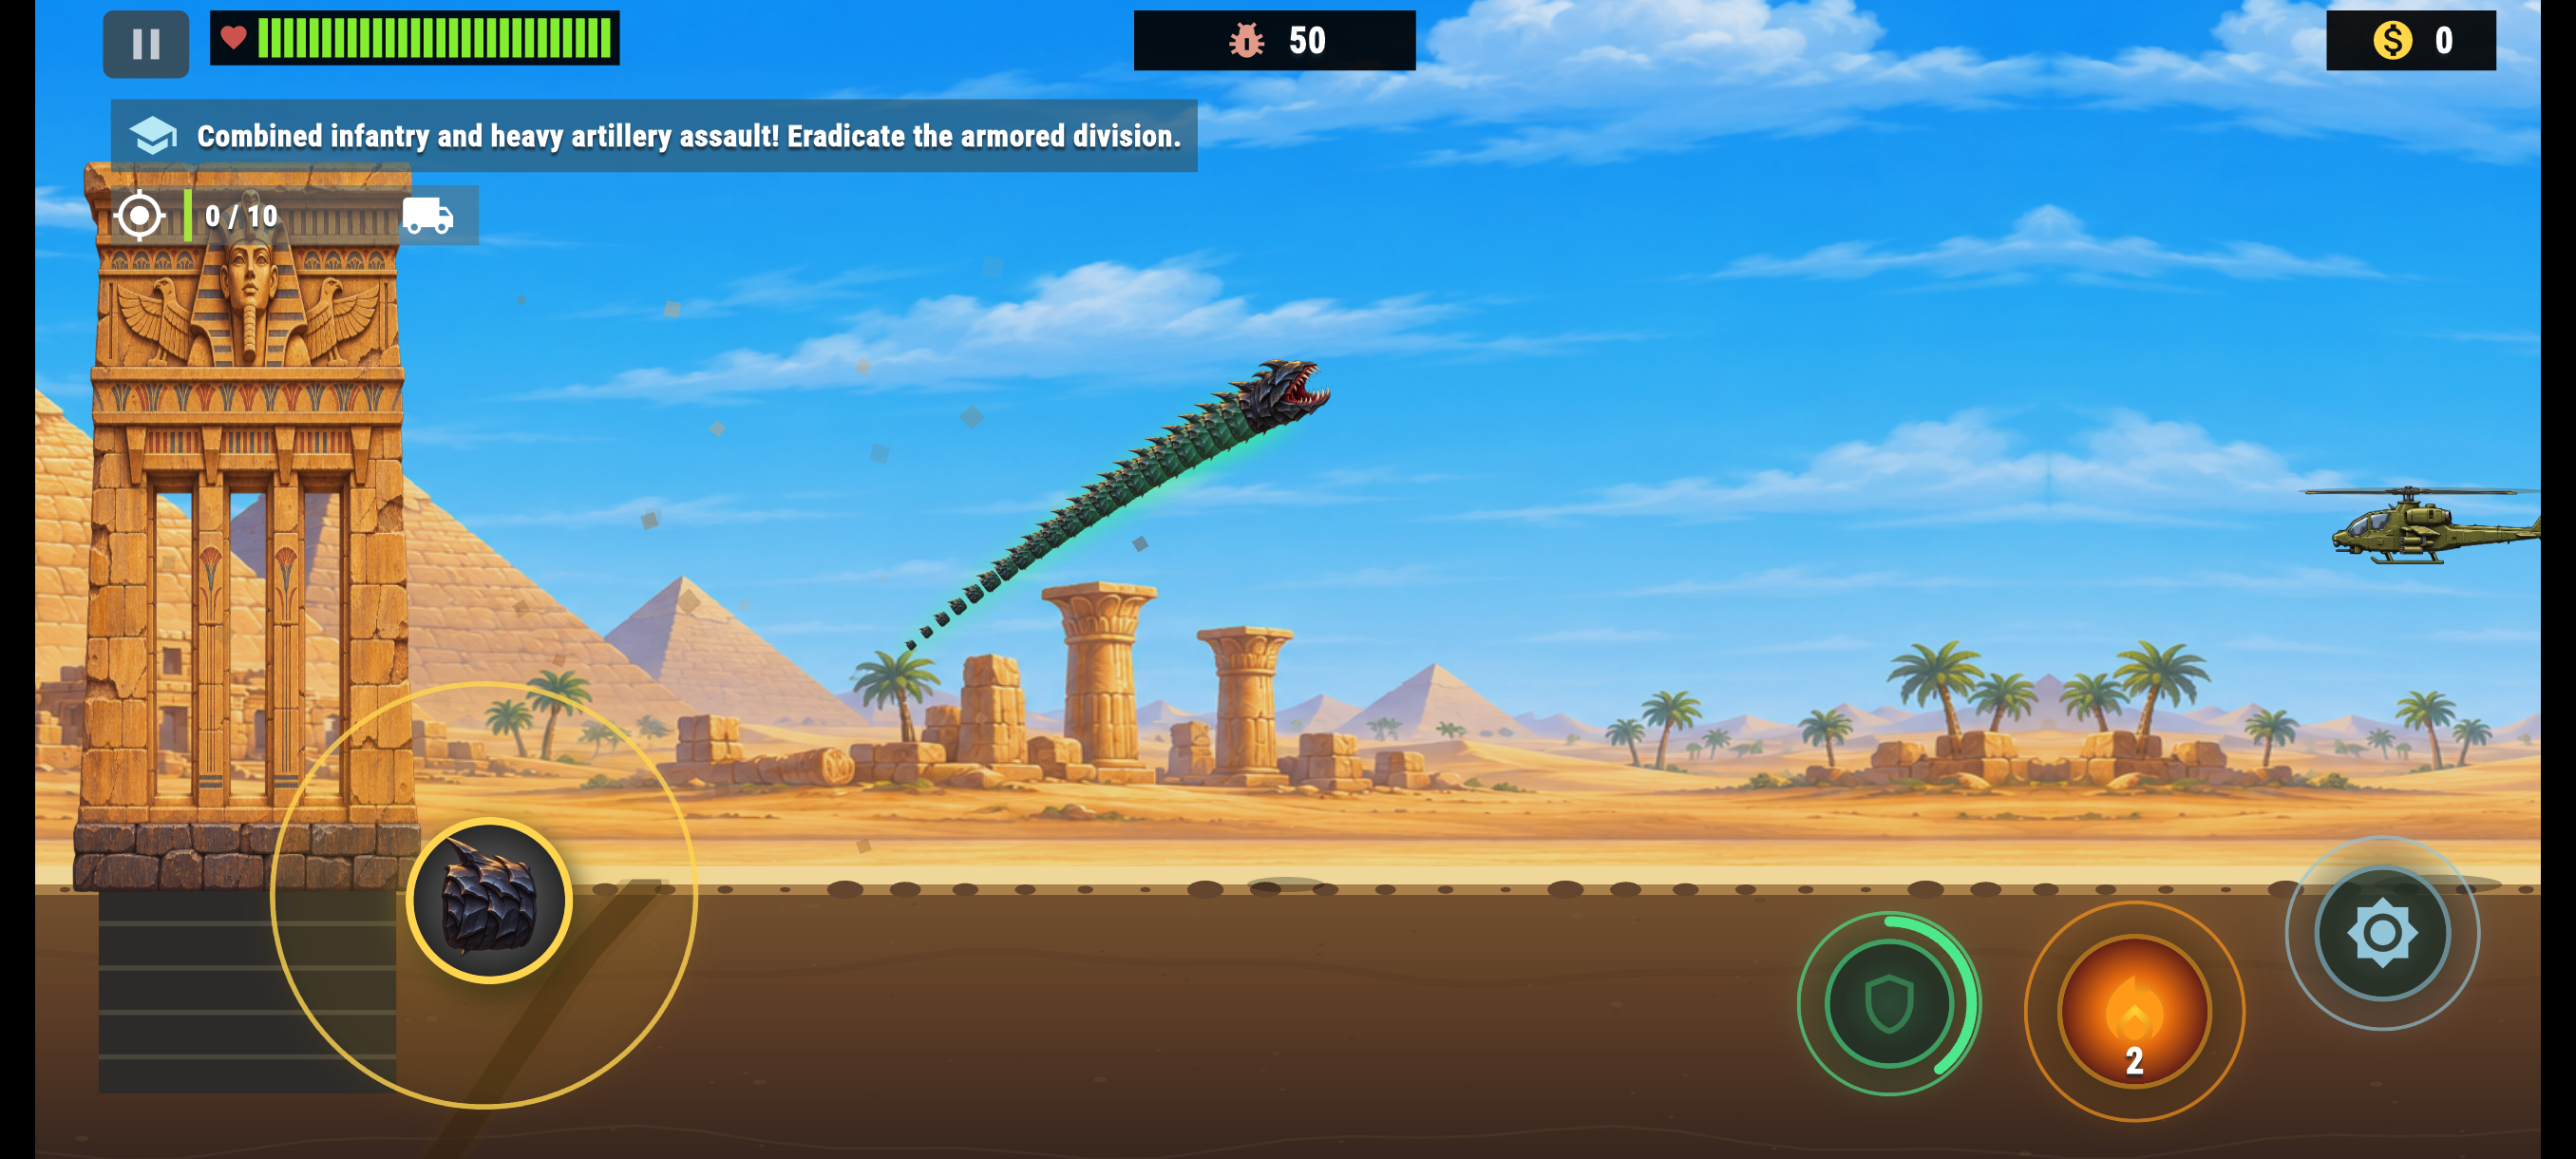 50
0
Combined infantry and heavy artillery assault! Eradicate the armored division.
0 / 10
2